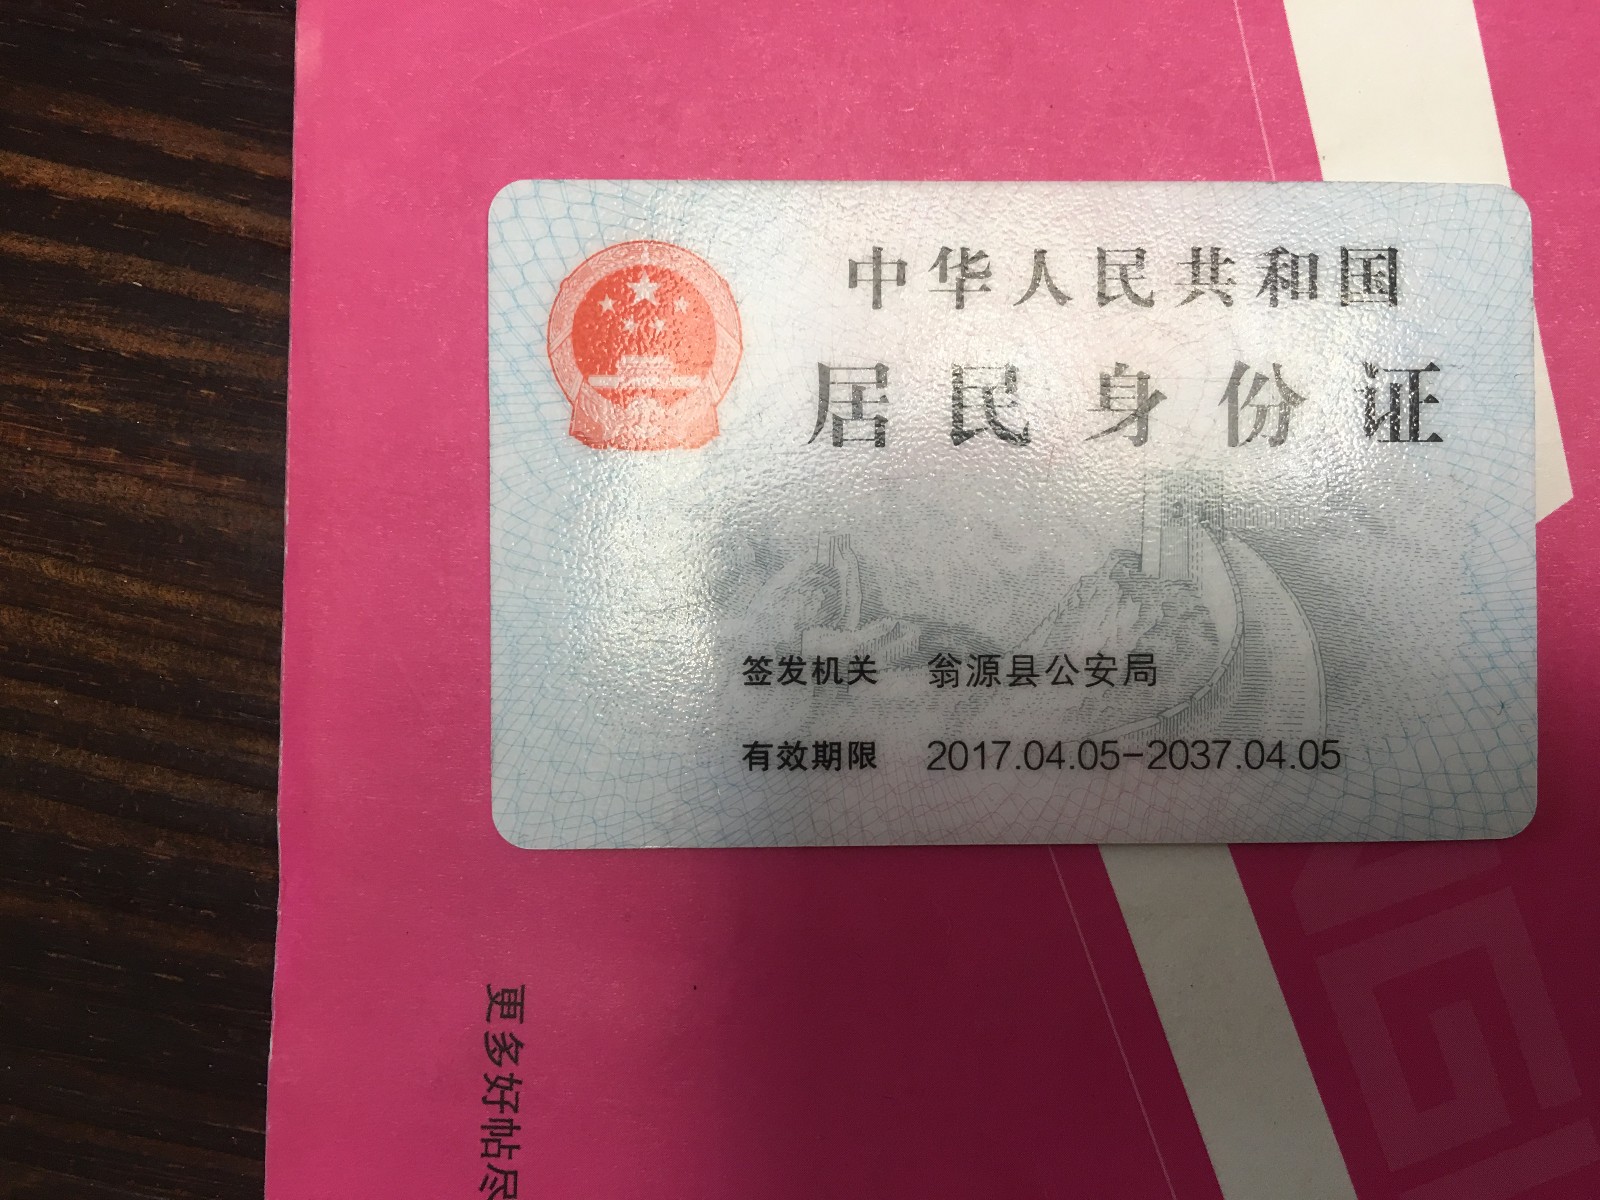 中华人民共和国
居民身份证
签发机关 翁源县公安局
有效期限 2017.04.05-2037.04.05
更多好帖尽